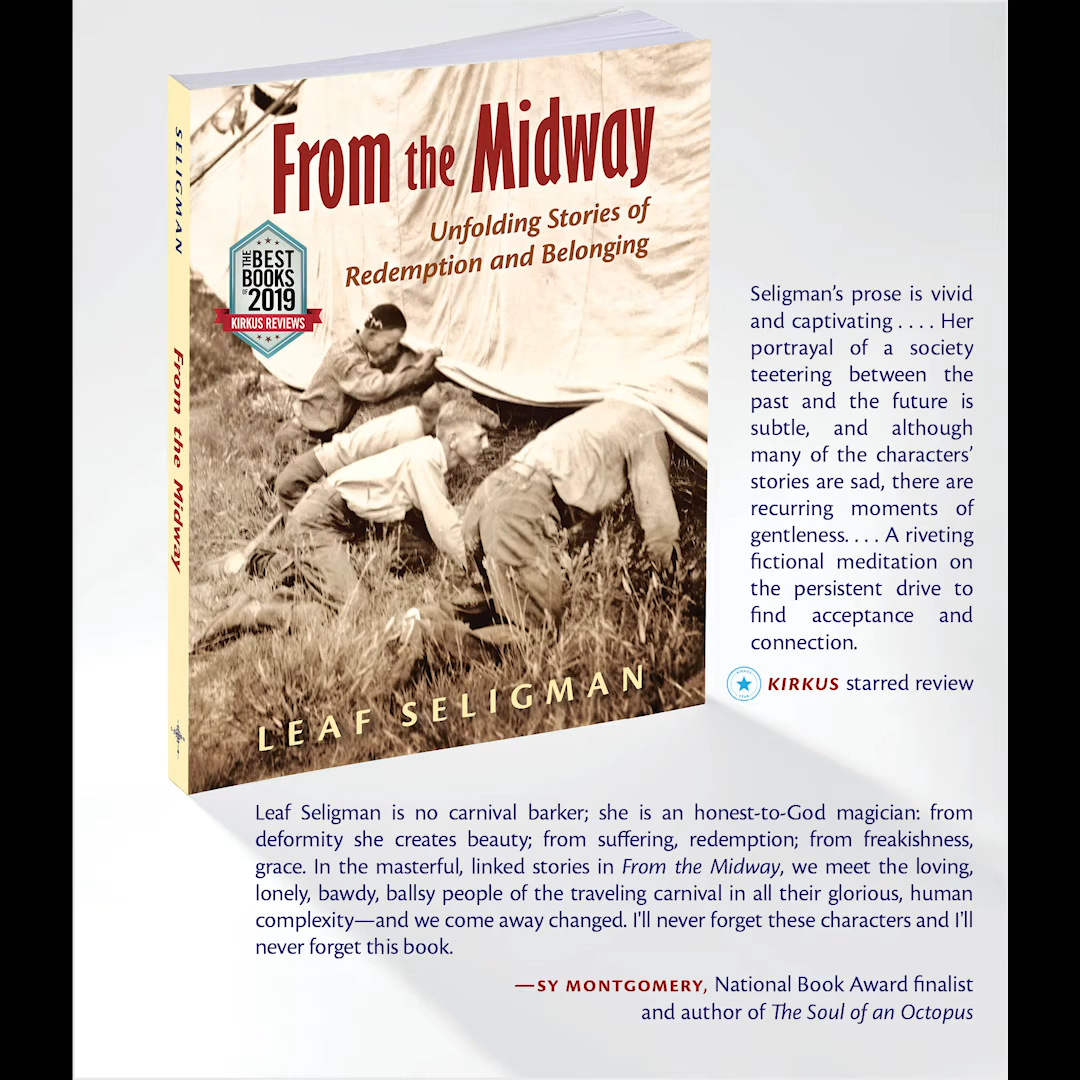 SELIGMAN
From the Midway
From the Midway
Unfolding Stories of
Redemption and Belonging
THE BEST
BOOKS
OF 2019
KIRKUS REVIEWS
LEAF SELIGMAN
Seligman’s prose is vivid
and captivating . . . . Her
portrayal of a society
teetering between the
past and the future is
subtle, and although
many of the characters’
stories are sad, there are
recurring moments of
gentleness. . . . A riveting
fictional meditation on
the persistent drive to
find acceptance and
connection.
KIRKUS starred review
Leaf Seligman is no carnival barker; she is an honest-to-God magician: from
deformity she creates beauty; from suffering, redemption; from freakishness,
grace. In the masterful, linked stories in From the Midway, we meet the loving,
lonely, bawdy, ballsy people of the traveling carnival in all their glorious, human
complexity—and we come away changed. I'll never forget these characters and I'll
never forget this book.
—SY MONTGOMERY, National Book Award finalist
and author of The Soul of an Octopus